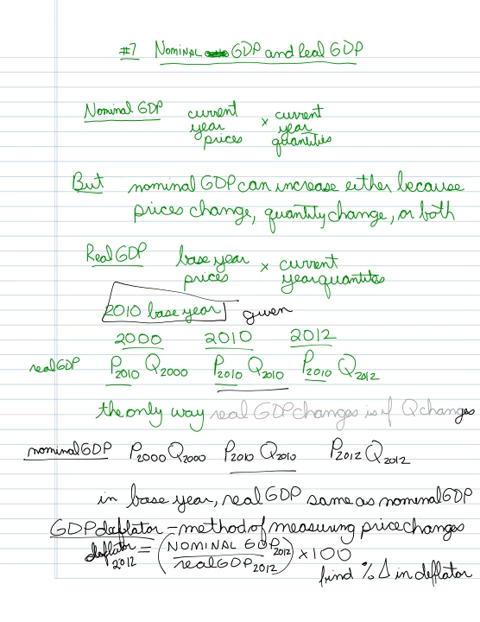 #7 Nominal GDP and Real GDP
Nominal GDP current year prices × current year quantities
But nominal GDP can increase either because
prices change, quantity change, or both
Real GDP base year prices × current year quantities
2010 base year given
2000 2010 2012
real GDP P2010 Q2000 P2010 Q2010 P2010 Q2012
the only way real GDP changes is if Q changes
nominal GDP P2000 Q2000 P2010 Q2010 P2012 Q2012
in base year, real GDP same as nominal GDP
GDP deflator - method of measuring price changes
deflator 2012 = (NOMINAL GDP 2012 / real GDP 2012) × 100
find % Δ in deflator